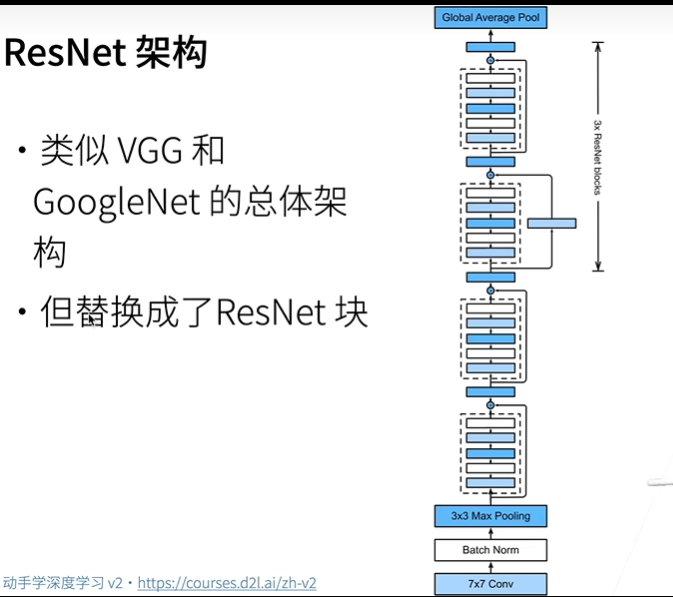 Global Average Pool
ResNet 架构
• 类似 VGG 和
GoogleNet 的总体架
构
• 但替换成了ResNet 块
3x ResNet blocks
3x3 Max Pooling
Batch Norm
7x7 Conv
动手学深度学习 v2 • https://courses.d2l.ai/zh-v2